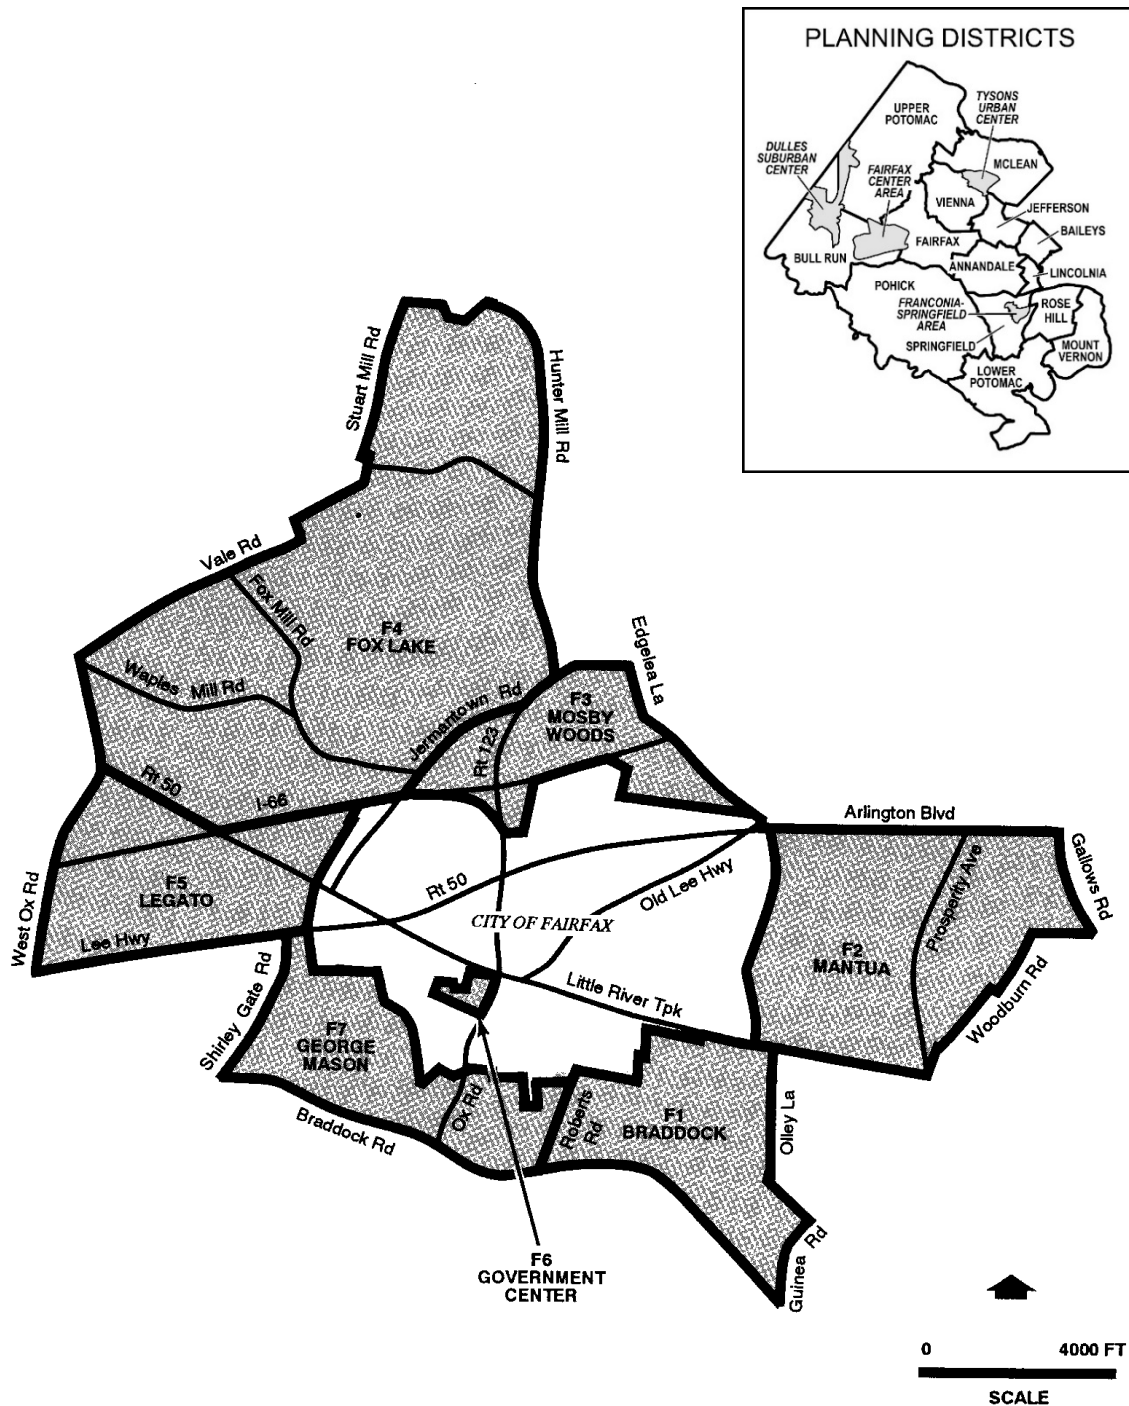 PLANNING DISTRICTS
TYSONS
URBAN
CENTER
UPPER
POTOMAC
DULLES
SUBURBAN
CENTER
FAIRFAX
CENTER
AREA
MCLEAN
VIENNA
JEFFERSON
BAILEYS
FAIRFAX
BULL RUN
ANNANDALE
LINCOLNIA
POHICK
FRANCONIA-
SPRINGFIELD
AREA
ROSE
HILL
SPRINGFIELD
MOUNT
VERNON
LOWER
POTOMAC
Stuart Mill Rd
Hunter Mill Rd
Vale Rd
Fox Mill Rd
F4
FOX LAKE
Edgelea La
Waples Mill Rd
Jermantown Rd
F3
MOSBY
WOODS
Rt 123
Rt 50
I-66
Arlington Blvd
Gallows Rd
Prosperity Ave
F5
LEGATO
Rt 50
Old Lee Hwy
West Ox Rd
Lee Hwy
CITY OF FAIRFAX
F2
MANTUA
Woodburn Rd
Shirley Gate Rd
Little River Tpk
F7
GEORGE
MASON
Ox Rd
Roberts
Rd
F1
BRADDOCK
Olley La
Braddock Rd
Guinea Rd
F6
GOVERNMENT
CENTER
0 4000 FT
SCALE